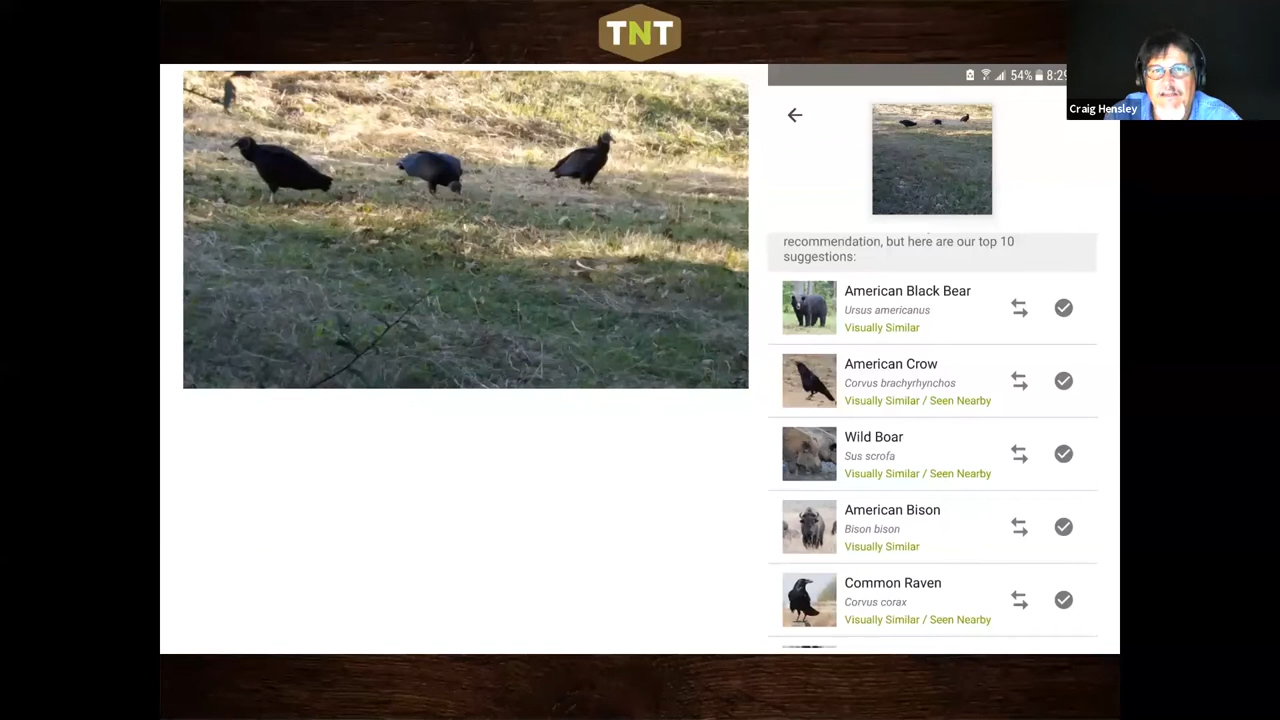 TNT
54% 8:29
Craig Hensley
recommendation, but here are our top 10
suggestions:
American Black Bear
Ursus americanus
Visually Similar
American Crow
Corvus brachyrhynchos
Visually Similar / Seen Nearby
Wild Boar
Sus scrofa
Visually Similar / Seen Nearby
American Bison
Bison bison
Visually Similar
Common Raven
Corvus corax
Visually Similar / Seen Nearby